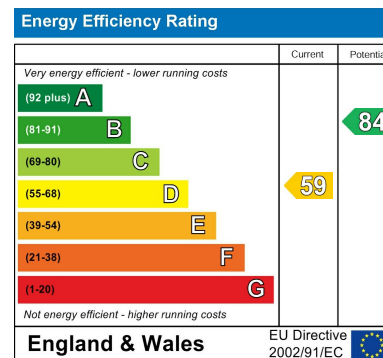 Energy Efficiency Rating
Current Potentia
Very energy efficient - lower running costs
(92 plus) A
(81-91) B
84
(69-80) C
(55-68) D
59
(39-54) E
(21-38) F
(1-20) G
Not energy efficient - higher running costs
England & Wales
EU Directive
2002/91/EC